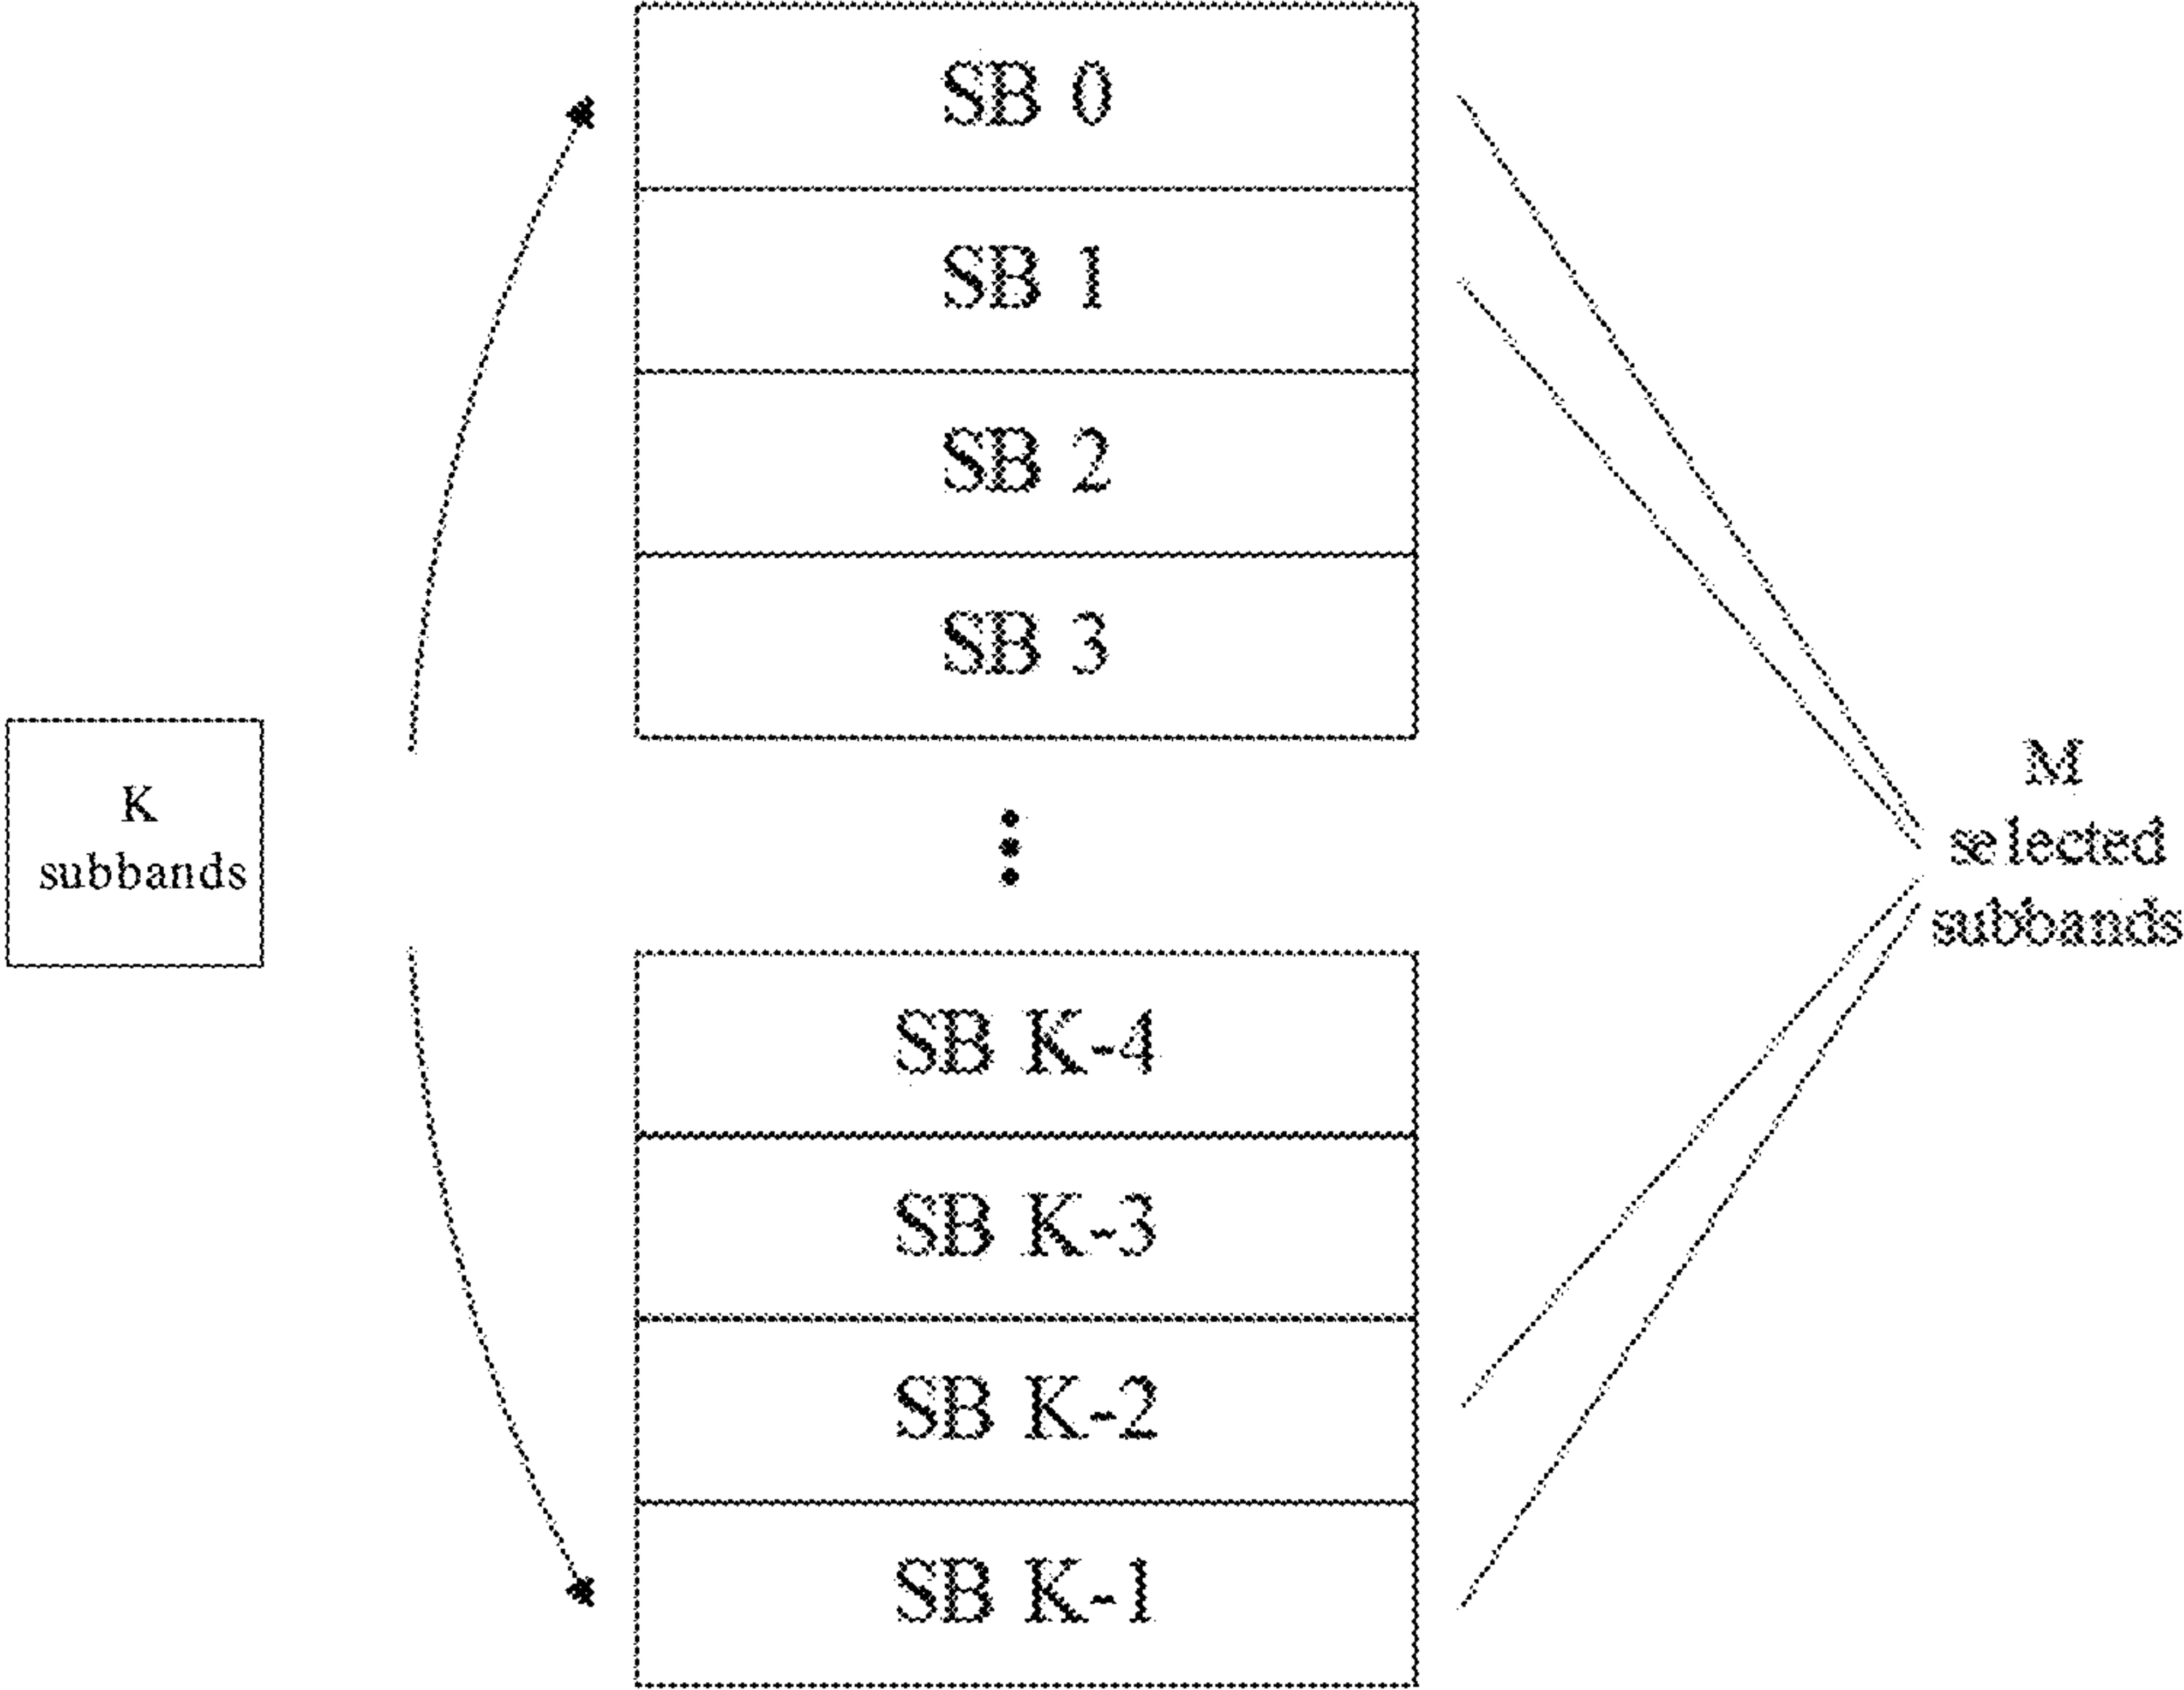 SB 0
SB 1
SB 2
SB 3
K
subbands
M
selected
subbands
SB K-4
SB K-3
SB K-2
SB K-1